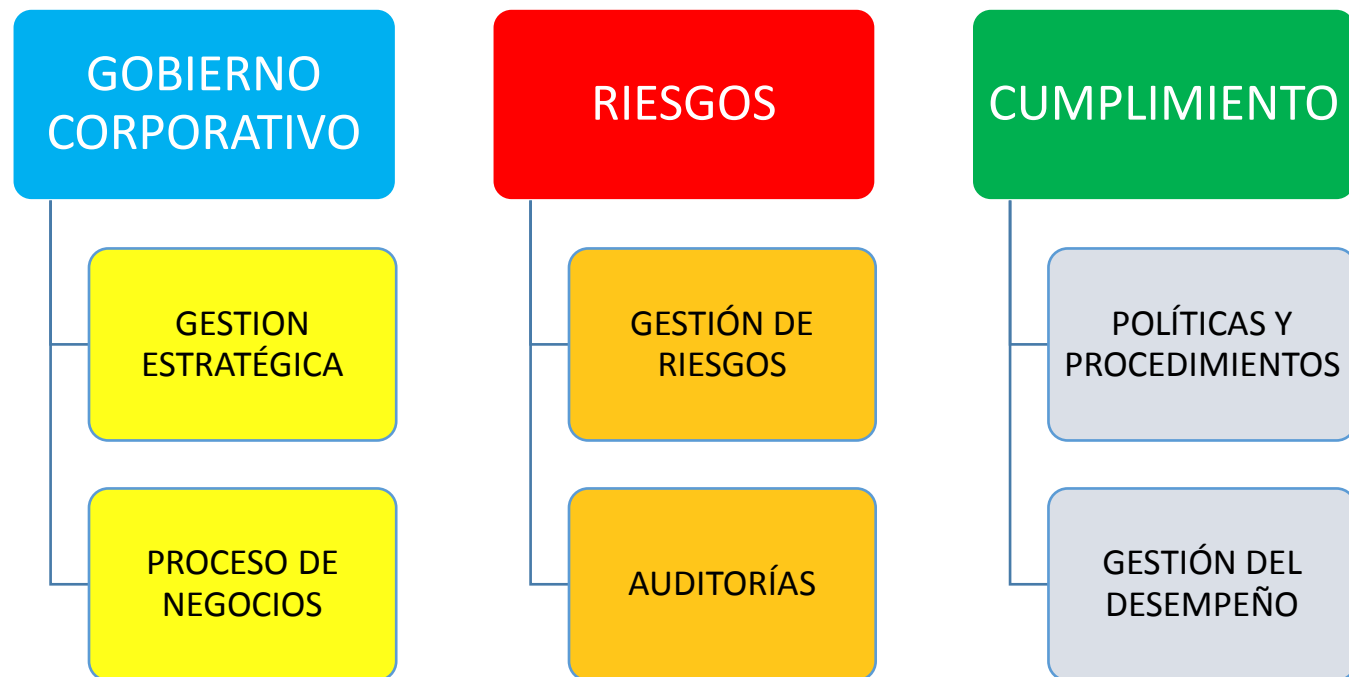 GOBIERNO
CORPORATIVO
GESTION
ESTRATÉGICA
PROCESO DE
NEGOCIOS
RIESGOS
GESTIÓN DE
RIESGOS
AUDITORÍAS
CUMPLIMIENTO
POLÍTICAS Y
PROCEDIMIENTOS
GESTIÓN DEL
DESEMPEÑO